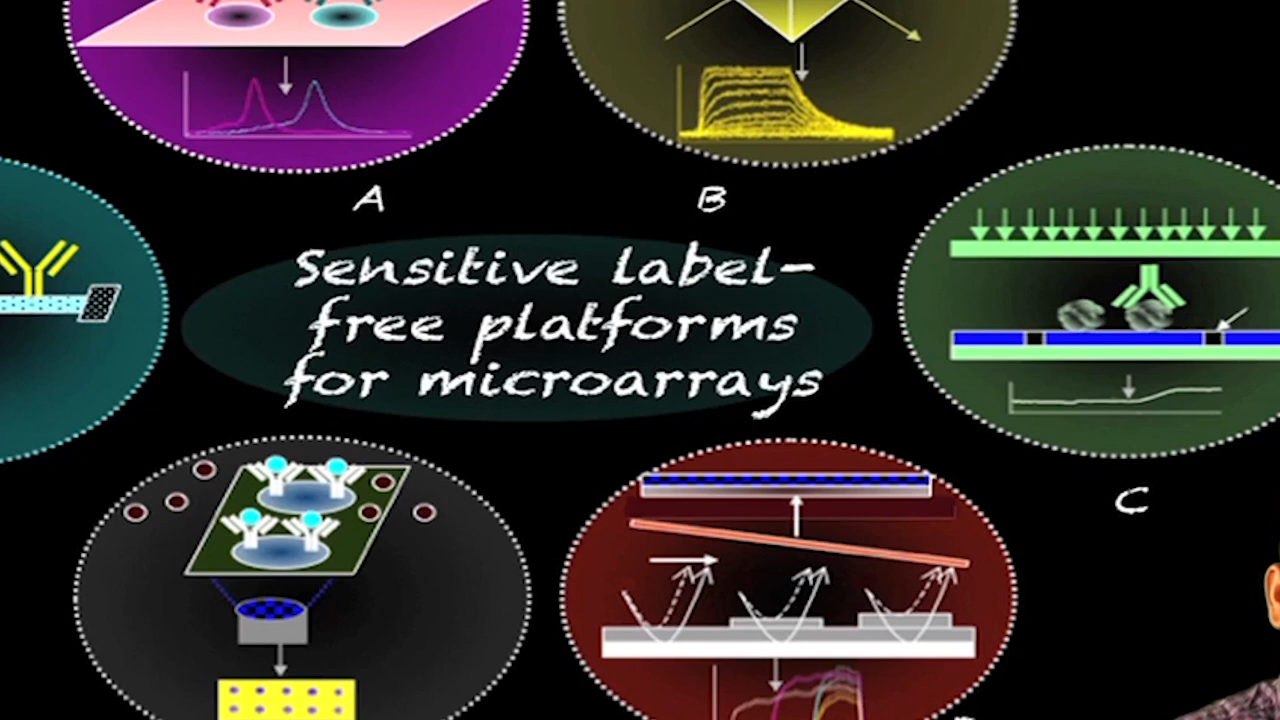 A
B
Sensitive label-
free platforms
for microarrays
C